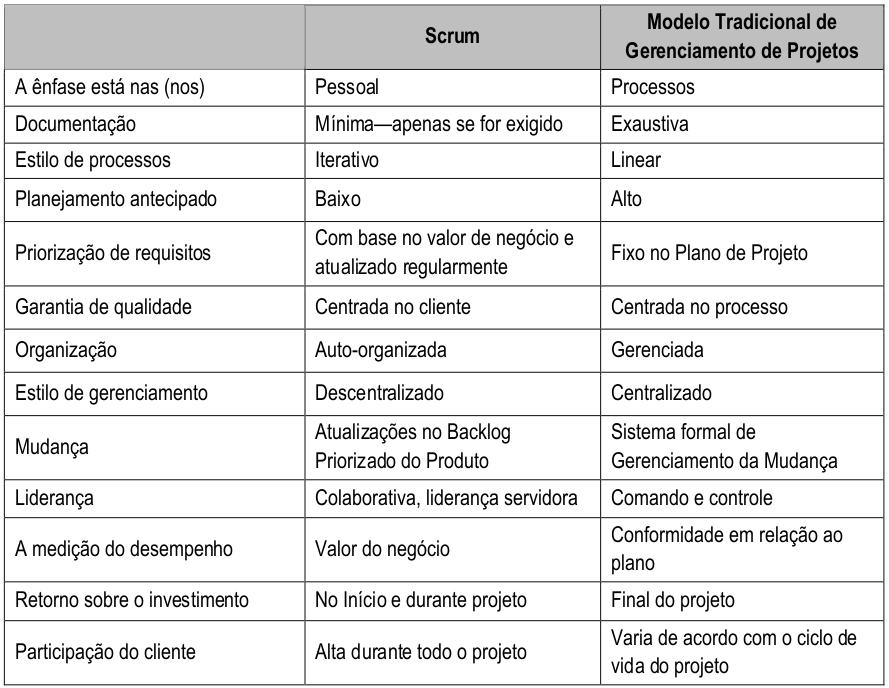 Scrum
Modelo Tradicional de
Gerenciamento de Projetos
A ênfase está nas (nos)
Pessoal
Processos
Documentação
Mínima—apenas se for exigido
Exaustiva
Estilo de processos
Iterativo
Linear
Planejamento antecipado
Baixo
Alto
Priorização de requisitos
Com base no valor de negócio e
atualizado regularmente
Fixo no Plano de Projeto
Garantia de qualidade
Centrada no cliente
Centrada no processo
Organização
Auto-organizada
Gerenciada
Estilo de gerenciamento
Descentralizado
Centralizado
Mudança
Atualizações no Backlog
Priorizado do Produto
Sistema formal de
Gerenciamento da Mudança
Liderança
Colaborativa, liderança servidora
Comando e controle
A medição do desempenho
Valor do negócio
Conformidade em relação ao
plano
Retorno sobre o investimento
No Início e durante projeto
Final do projeto
Participação do cliente
Alta durante todo o projeto
Varia de acordo com o ciclo de
vida do projeto